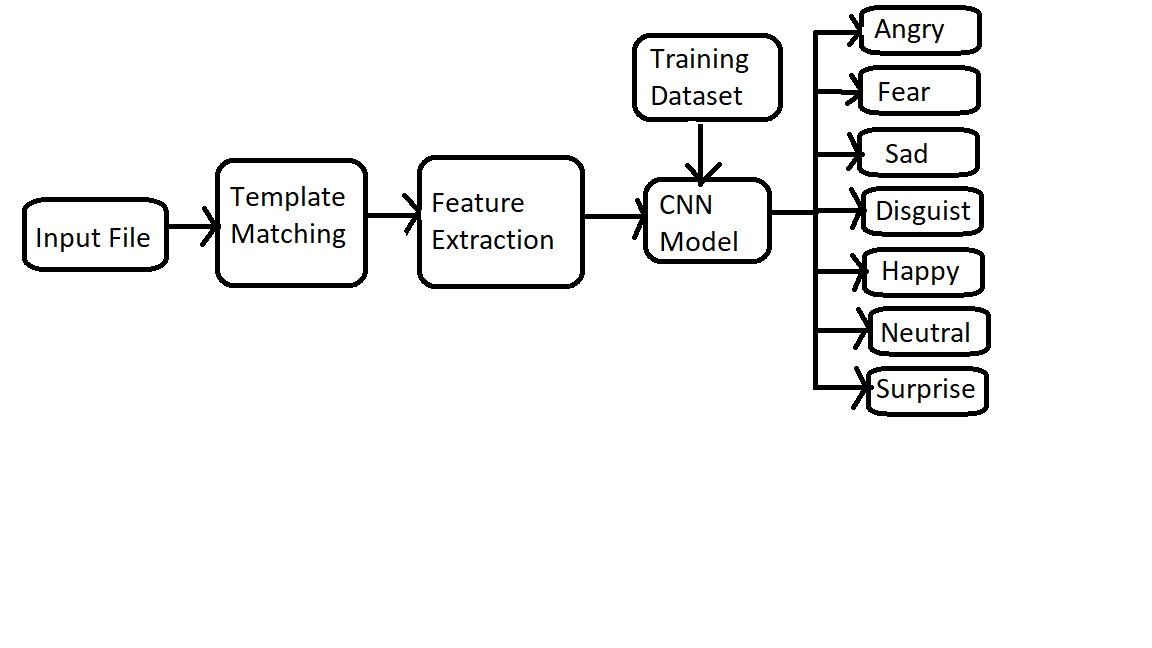 Input File
Template
Matching
Feature
Extraction
Training
Dataset
CNN
Model
Angry
Fear
Sad
Disguist
Happy
Neutral
Surprise